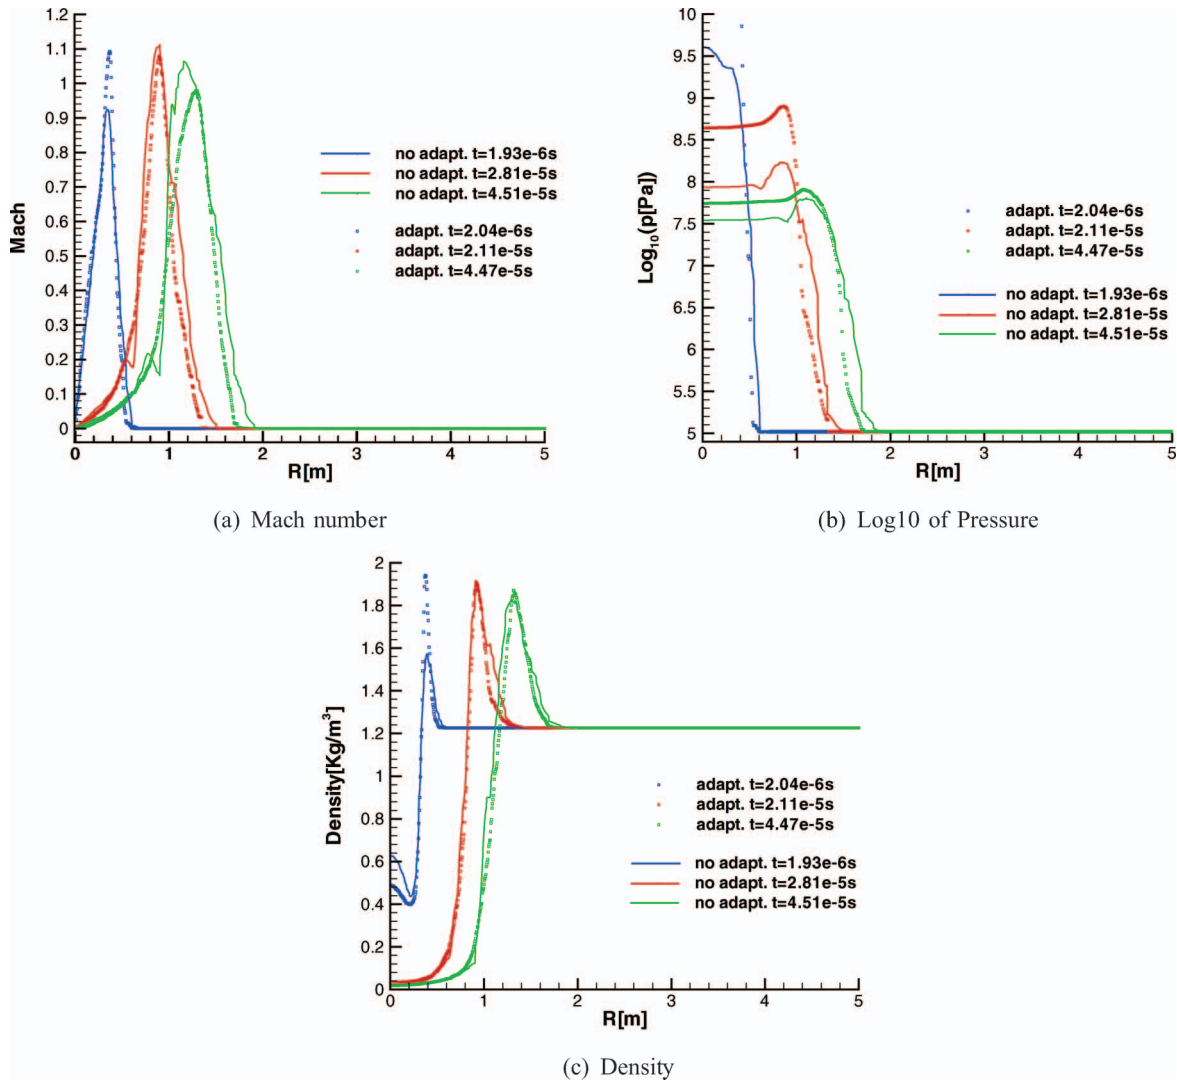 1.2
1.1
1
0.9
0.8
0.7
0.6
0.5
0.4
0.3
0.2
0.1
0
Mach
no adapt. t=1.93e-6s
no adapt. t=2.81e-5s
no adapt. t=4.51e-5s
adapt. t=2.04e-6s
adapt. t=2.11e-5s
adapt. t=4.47e-5s
0 1 2 3 4 5
R[m]
(a) Mach number
10
9.5
9
8.5
8
7.5
7
6.5
6
5.5
5
Log10(p[Pa])
adapt. t=2.04e-6s
adapt. t=2.11e-5s
adapt. t=4.47e-5s
no adapt. t=1.93e-6s
no adapt. t=2.81e-5s
no adapt. t=4.51e-5s
0 1 2 3 4 5
R[m]
(b) Log10 of Pressure
2
1.8
1.6
1.4
1.2
1
0.8
0.6
0.4
0.2
0
Density[Kg/m³]
adapt. t=2.04e-6s
adapt. t=2.11e-5s
adapt. t=4.47e-5s
no adapt. t=1.93e-6s
no adapt. t=2.81e-5s
no adapt. t=4.51e-5s
0 1 2 3 4 5
R[m]
(c) Density